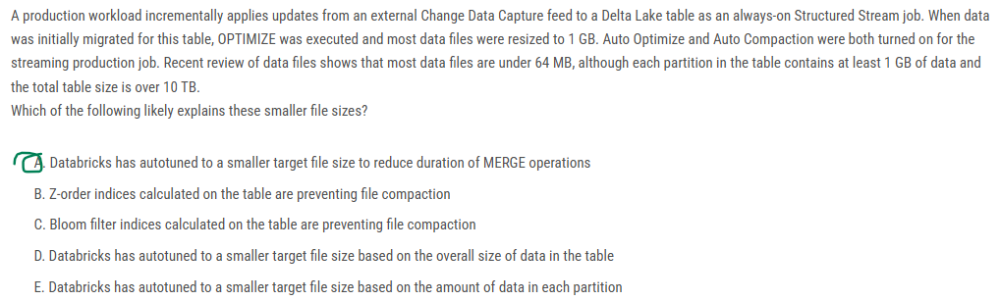 A production workload incrementally applies updates from an external Change Data Capture feed to a Delta Lake table as an always-on Structured Stream job. When data
was initially migrated for this table, OPTIMIZE was executed and most data files were resized to 1 GB. Auto Optimize and Auto Compaction were both turned on for the
streaming production job. Recent review of data files shows that most data files are under 64 MB, although each partition in the table contains at least 1 GB of data and
the total table size is over 10 TB.
Which of the following likely explains these smaller file sizes?
A. Databricks has autotuned to a smaller target file size to reduce duration of MERGE operations
B. Z-order indices calculated on the table are preventing file compaction
C. Bloom filter indices calculated on the table are preventing file compaction
D. Databricks has autotuned to a smaller target file size based on the overall size of data in the table
E. Databricks has autotuned to a smaller target file size based on the amount of data in each partition